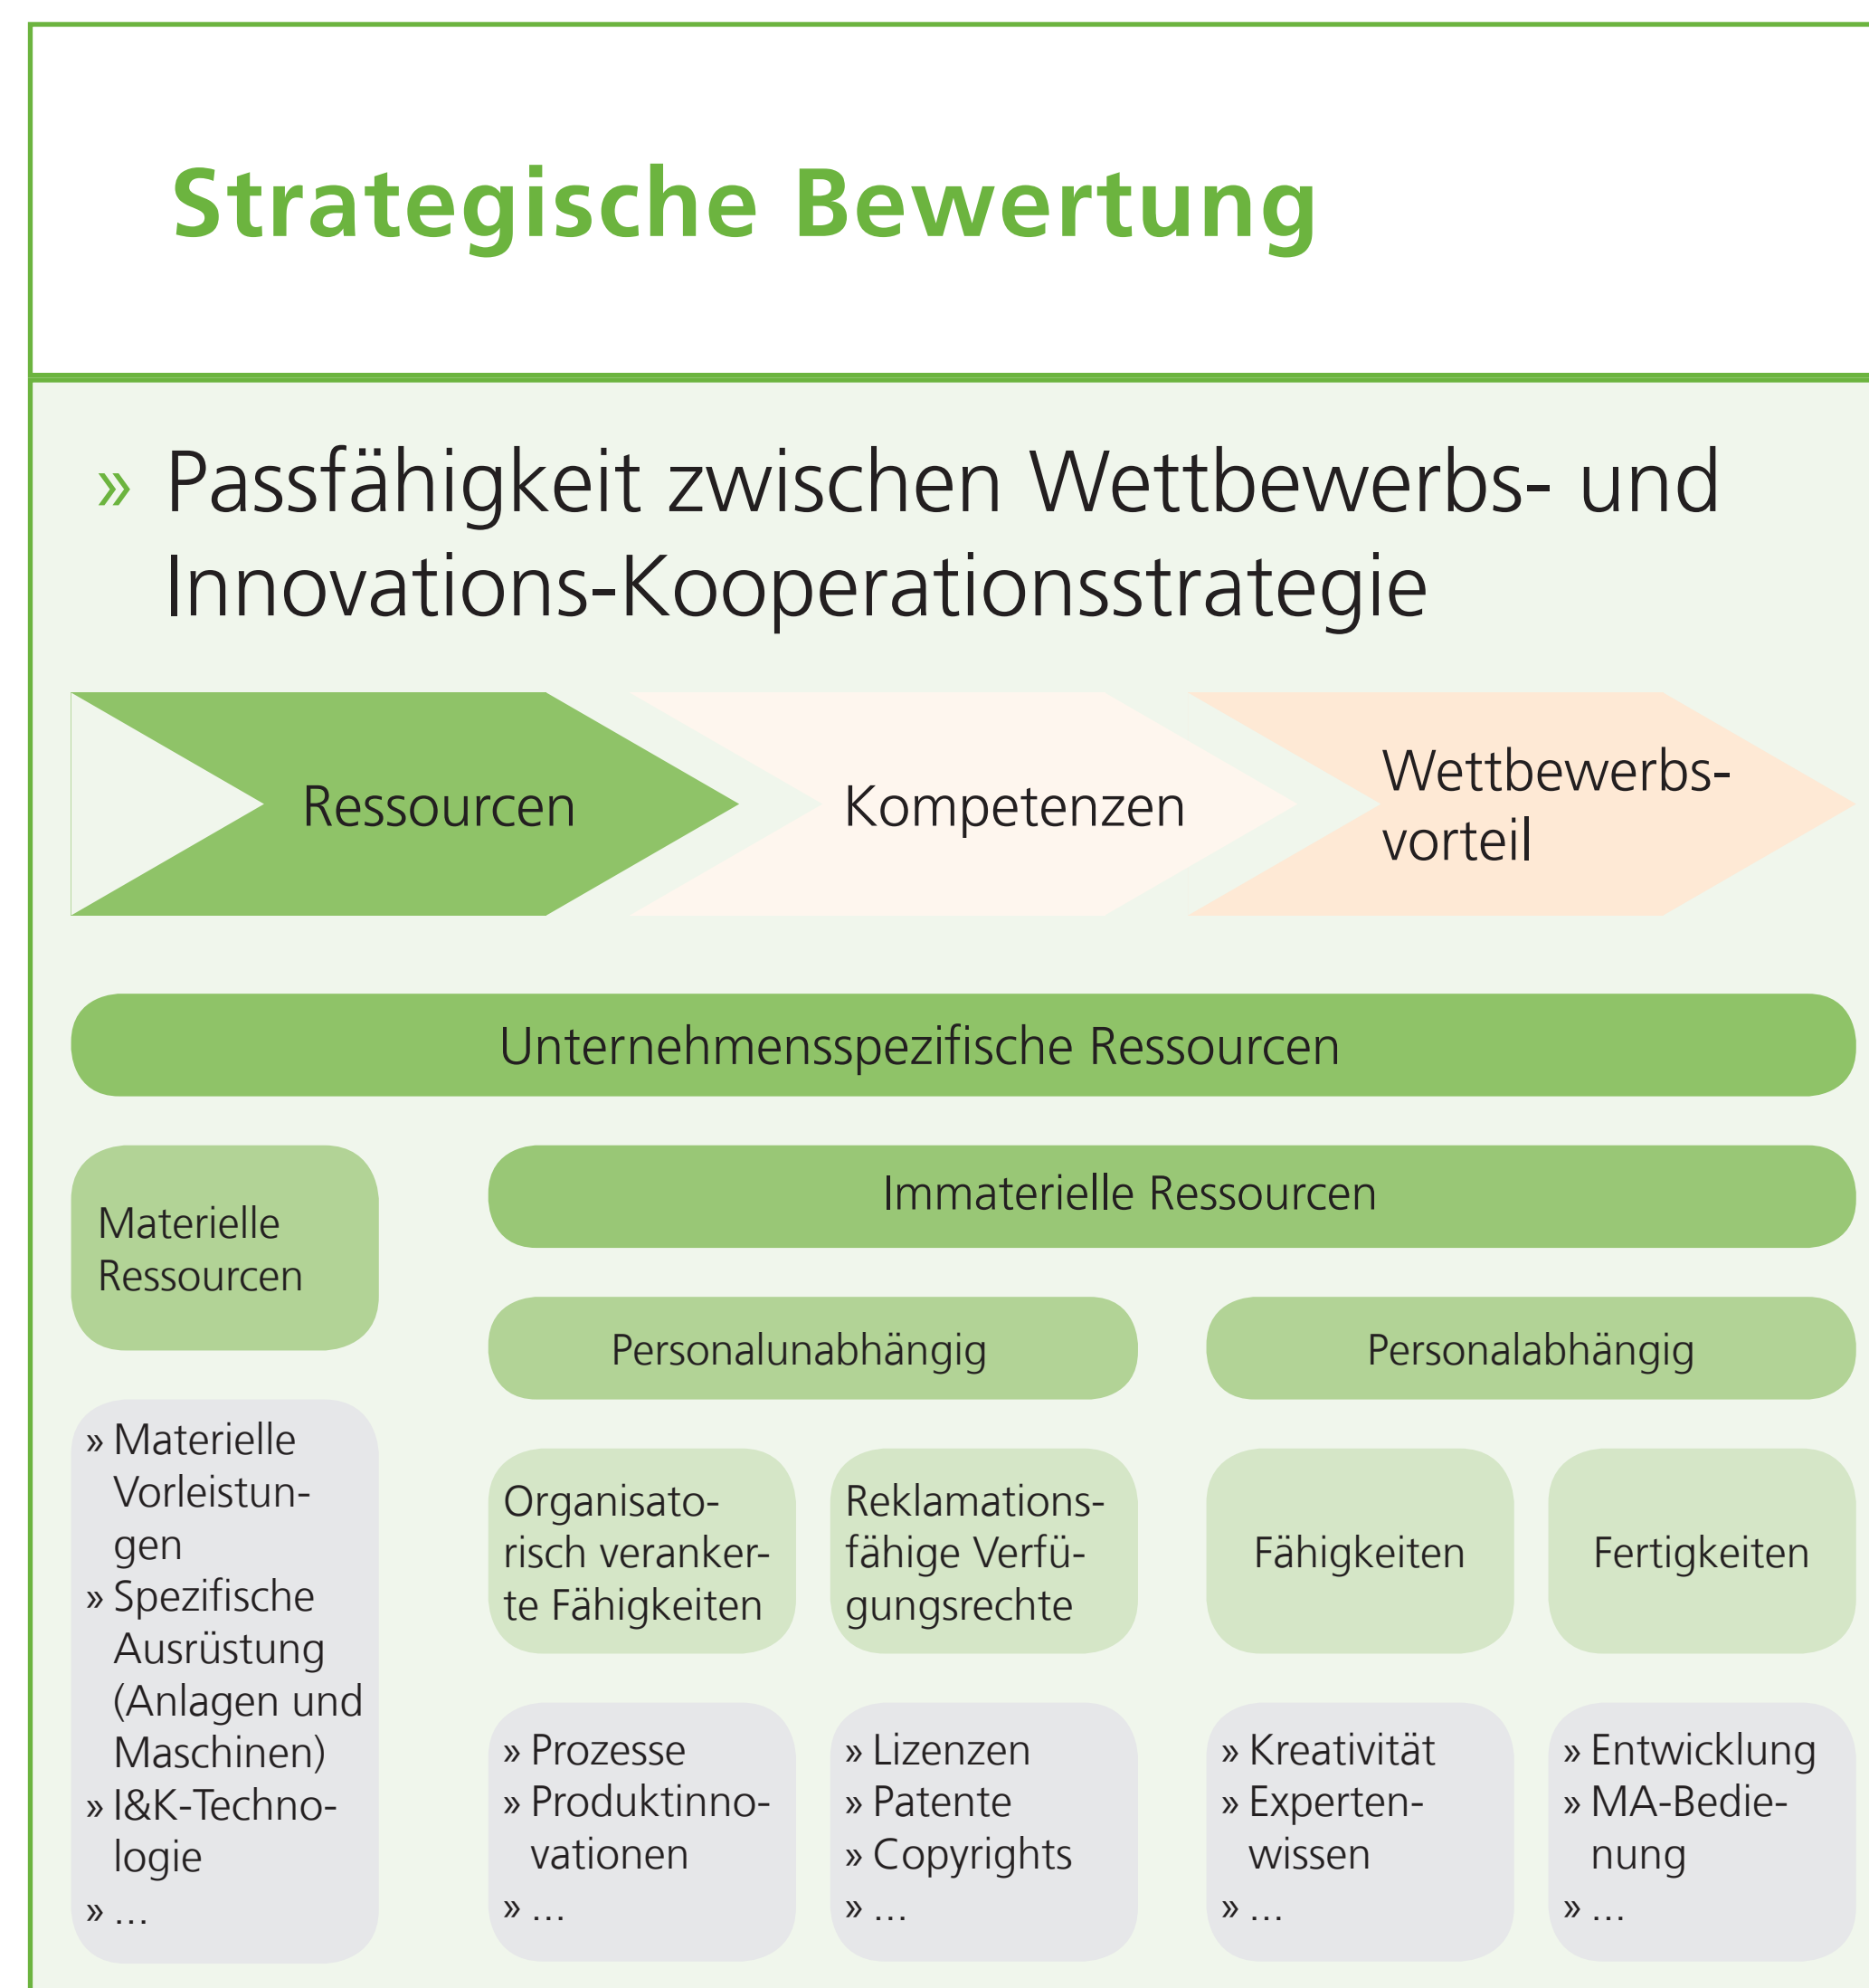 Strategische Bewertung
» Passfähigkeit zwischen Wettbewerbs- und
Innovations-Kooperationsstrategie
Ressourcen
Kompetenzen
Wettbewerbs-
vorteil
Unternehmensspezifische Ressourcen
Materielle
Ressourcen
Immaterielle Ressourcen
Personalunabhängig
Personalabhängig
» Materielle
Vorleistun-
gen
» Spezifische
Ausrüstung
(Anlagen und
Maschinen)
» I&K-Techno-
logie
» ...
Organisato-
risch veranker-
te Fähigkeiten
Reklamations-
fähige Verfü-
gungsrechte
Fähigkeiten
Fertigkeiten
» Prozesse
» Produktinno-
vationen
» ...
» Lizenzen
» Patente
» Copyrights
» ...
» Kreativität
» Experten-
wissen
» ...
» Entwicklung
» MA-Bedie-
nung
» ...